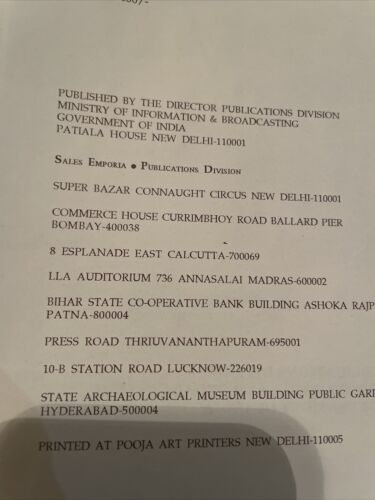 PUBLISHED BY THE DIRECTOR PUBLICATIONS DIVISION
MINISTRY OF INFORMATION & BROADCASTING
GOVERNMENT OF INDIA
PATIALA HOUSE NEW DELHI-110001
SALES EMPORIA • PUBLICATIONS DIVISION
SUPER BAZAR CONNAUGHT CIRCUS NEW DELHI-110001
COMMERCE HOUSE CURRIMBHOY ROAD BALLARD PIER
BOMBAY-400038
8 ESPLANADE EAST CALCUTTA-700069
LLA AUDITORIUM 736 ANNASALAI MADRAS-600002
BIHAR STATE CO-OPERATIVE BANK BUILDING ASHOKA RAJP
PATNA-800004
PRESS ROAD THRIUVANANTHAPURAM-695001
10-B STATION ROAD LUCKNOW-226019
STATE ARCHAEOLOGICAL MUSEUM BUILDING PUBLIC GAR
HYDERABAD-500004
PRINTED AT POOJA ART PRINTERS NEW DELHI-110005